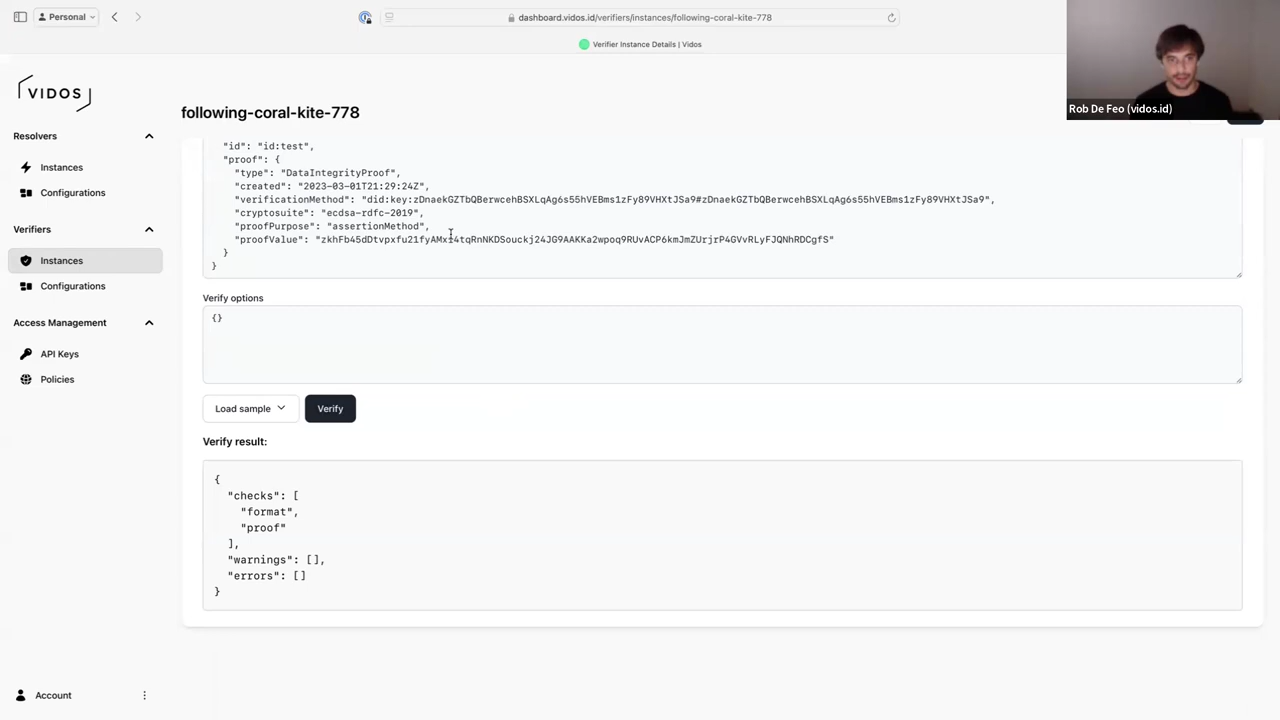 Personal
dashboard.vidos.id/verifiers/instances/following-coral-kite-778
Verifier Instance Details | Vidos
Rob De Feo (vidos.id)
VIDOS
following-coral-kite-778
Resolvers
Instances
Configurations
Verifiers
Instances
Configurations
Access Management
API Keys
Policies
"id": "id:test",
"proof": {
"type": "DataIntegrityProof",
"created": "2023-03-01T21:29:24Z",
"verificationMethod": "did:key:zDnaekGZTbQBerwcehBSXLqAg6s55hVEBms1zFy89VHXtJSa9#zDnaekGZTbQBerwcehBSXLqAg6s55hVEBms1zFy89VHXtJSa9",
"cryptosuite": "ecdsa-rdfc-2019",
"proofPurpose": "assertionMethod",
"proofValue":
}
}
Verify options
{}
Load sample
Verify
Verify result:
{
"checks": [
"format",
"proof"
],
"warnings": [],
"errors": []
}
Account